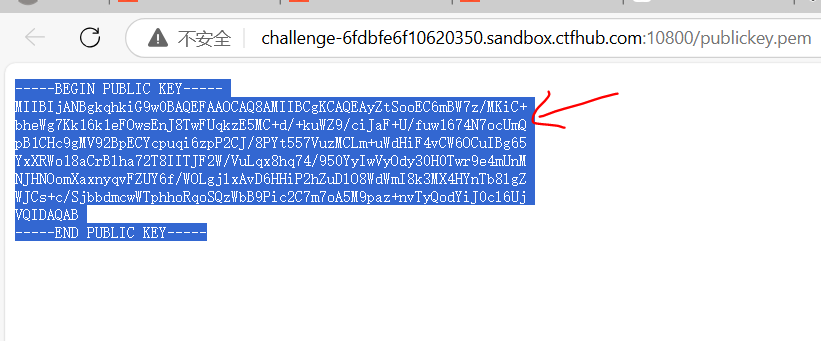 不安全
challenge-6fdbfe6f10620350.sandbox.ctfhub.com:10800/publickey.pem
-----BEGIN PUBLIC KEY-----
MIIBIjANBgkqhkiG9w0BAQEFAAOCAQ8AMIIBCgKCAQEAyZtSooEC6mBW7z/MKiC+
bheWg7Kk16k1eFOwsEnJ8TwFUqkzE5MC+d/+kuWZ9/ciJaF+U/fuw1674N7ocUmQ
pB1CHc9gMV92BpECYcpuqi6zpP2CJ/8PYt557VuzMCLm+uWdHiF4vCW6OCuIBg65
YxXRWo18aCrB1ha72T8IITJF2W/VuLqx8hq74/950YyIwVyOdy30HOTwr9e4mUnM
NJHNOomXaxnyqvFZUY6f/WOLgj1xAvD6HHiP2hZuD108WdWmI8k3MX4HYnTb81gZ
WJCs+c/SjbbdmcwWTphhoRqoSQzWbB9Pic2C7m7oA5M9paz+nvTyQodYiJ0c16Uj
VQIDAQAB
-----END PUBLIC KEY-----